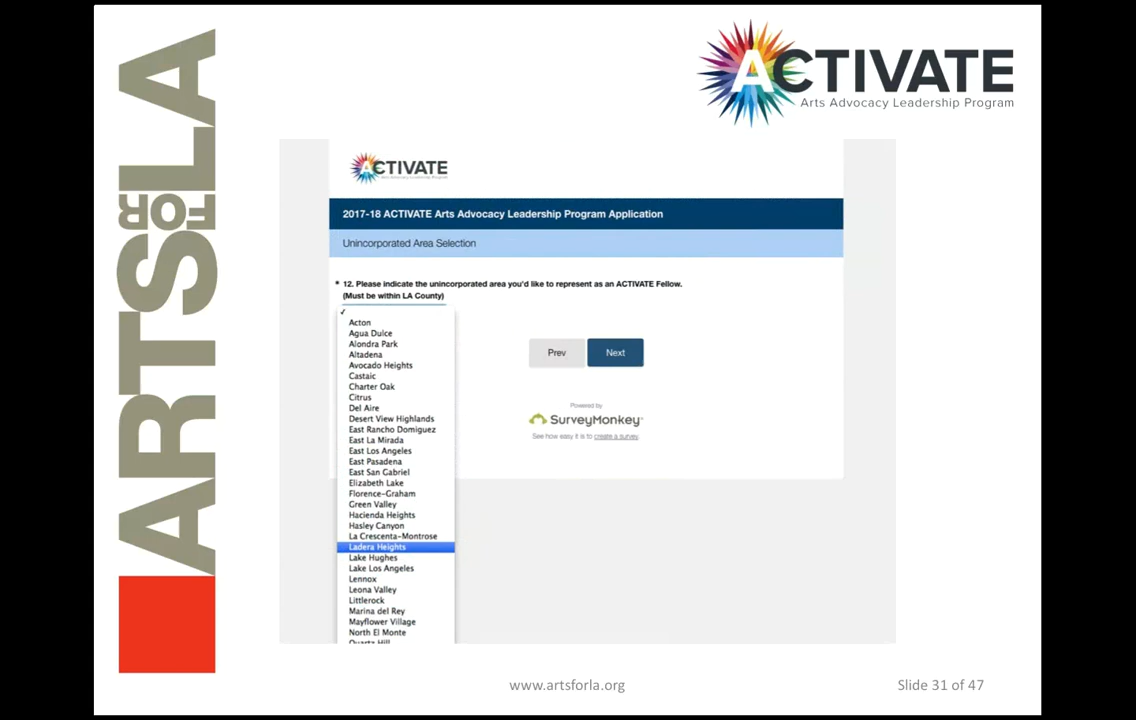 ARTS FOR LA
ACTIVATE
Arts Advocacy Leadership Program
ACTIVATE
Arts Advocacy Leadership Program
2017-18 ACTIVATE Arts Advocacy Leadership Program Application
Unincorporated Area Selection
* 12. Please indicate the unincorporated area you'd like to represent as an ACTIVATE Fellow.
(Must be within LA County)
✓
Acton
Agua Dulce
Alondra Park
Altadena
Avocado Heights
Castaic
Charter Oak
Citrus
Del Aire
Desert View Highlands
East Rancho Domiguez
East La Mirada
East Los Angeles
East Pasadena
East San Gabriel
Elizabeth Lake
Florence-Graham
Green Valley
Hacienda Heights
Hasley Canyon
La Crescenta-Montrose
Ladera Heights
Lake Hughes
Lake Los Angeles
Lennox
Leona Valley
Littlerock
Marina del Rey
Mayflower Village
North El Monte
Prev Next
Powered by
SurveyMonkey
See how easy it is to create a survey.
www.artsforla.org
Slide 31 of 47